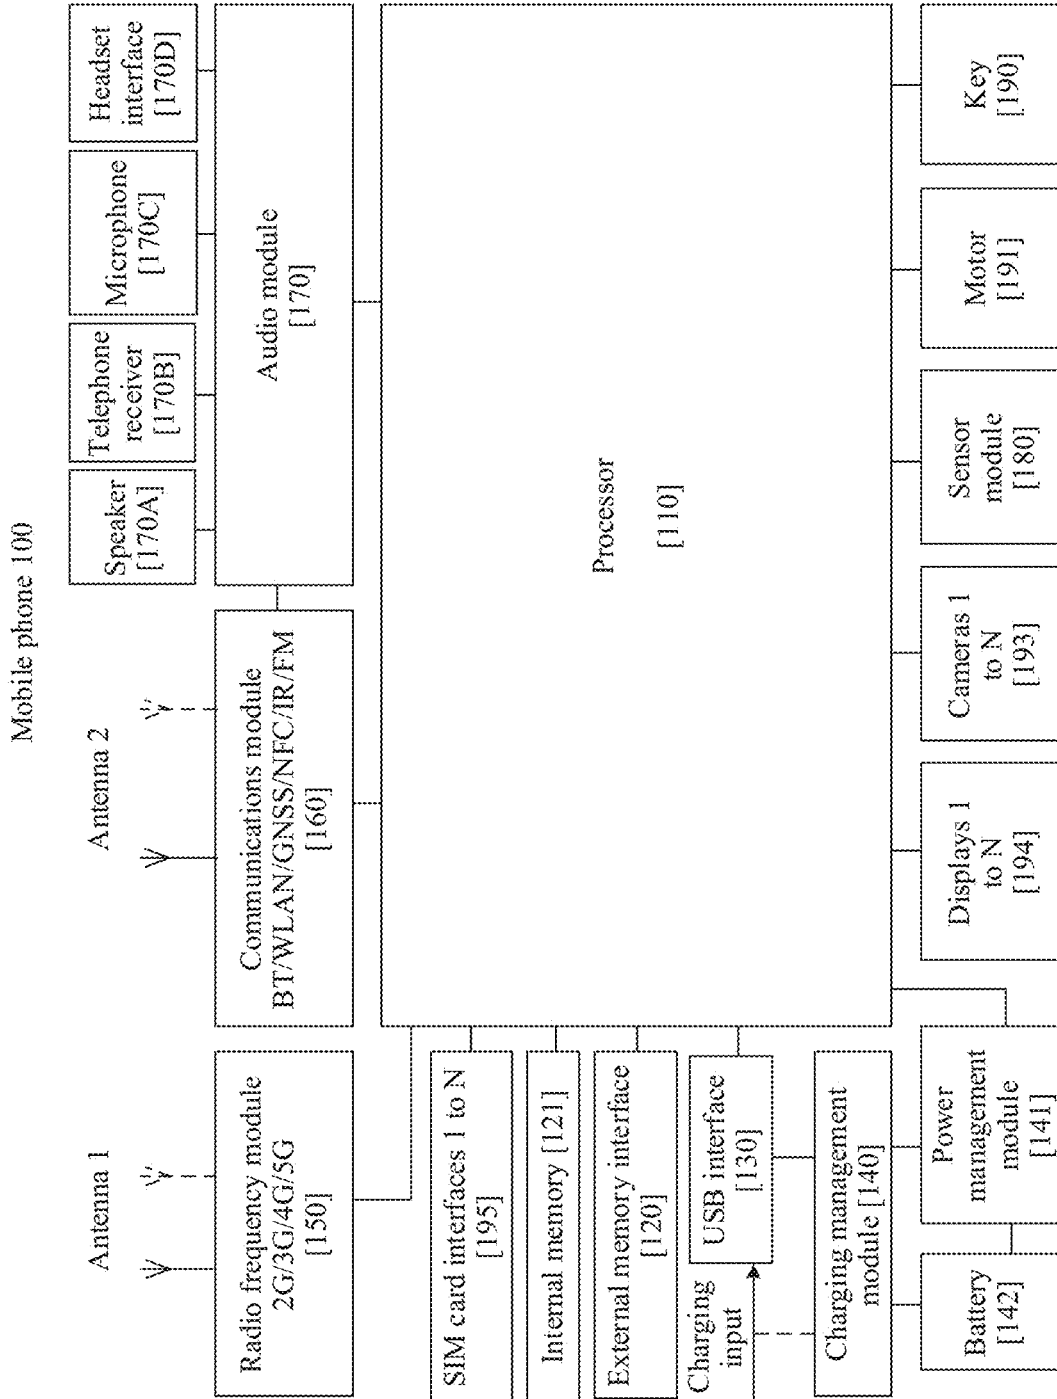 Mobile phone 100
Antenna 1
Antenna 2
Speaker
[170A]
Telephone
receiver
[170B]
Microphone
[170C]
Headset
interface
[170D]
Radio frequency module
2G/3G/4G/5G
[150]
Communications module
BT/WLAN/GNSS/NFC/IR/FM
[160]
Audio module
[170]
SIM card interfaces 1 to N
[195]
Internal memory [121]
External memory interface
[120]
Charging
input
USB interface
[130]
Charging management
module [140]
Processor
[110]
Battery
[142]
Power
management
module
[141]
Displays 1
to N
[194]
Cameras 1
to N
[193]
Sensor
module
[180]
Motor
[191]
Key
[190]